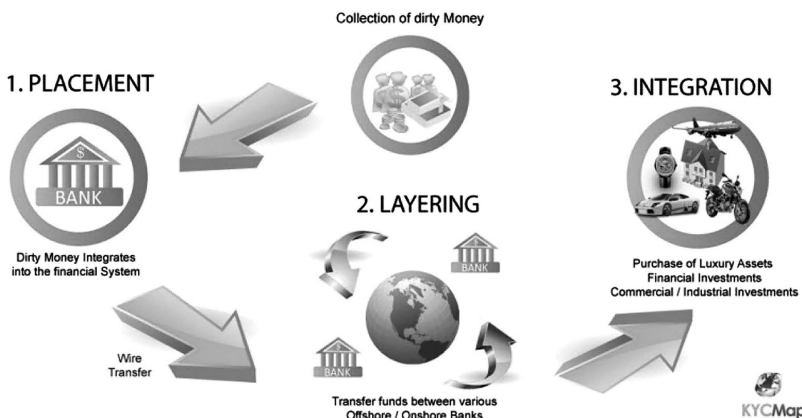 Collection of dirty Money
1. PLACEMENT
$
BANK
Dirty Money Integrates
into the financial System
Wire
Transfer
2. LAYERING
BANK
BANK
Transfer funds between various
Offshore / Onshore Banks
3. INTEGRATION
Purchase of Luxury Assets
Financial Investments
Commercial / Industrial Investments
KYCMap